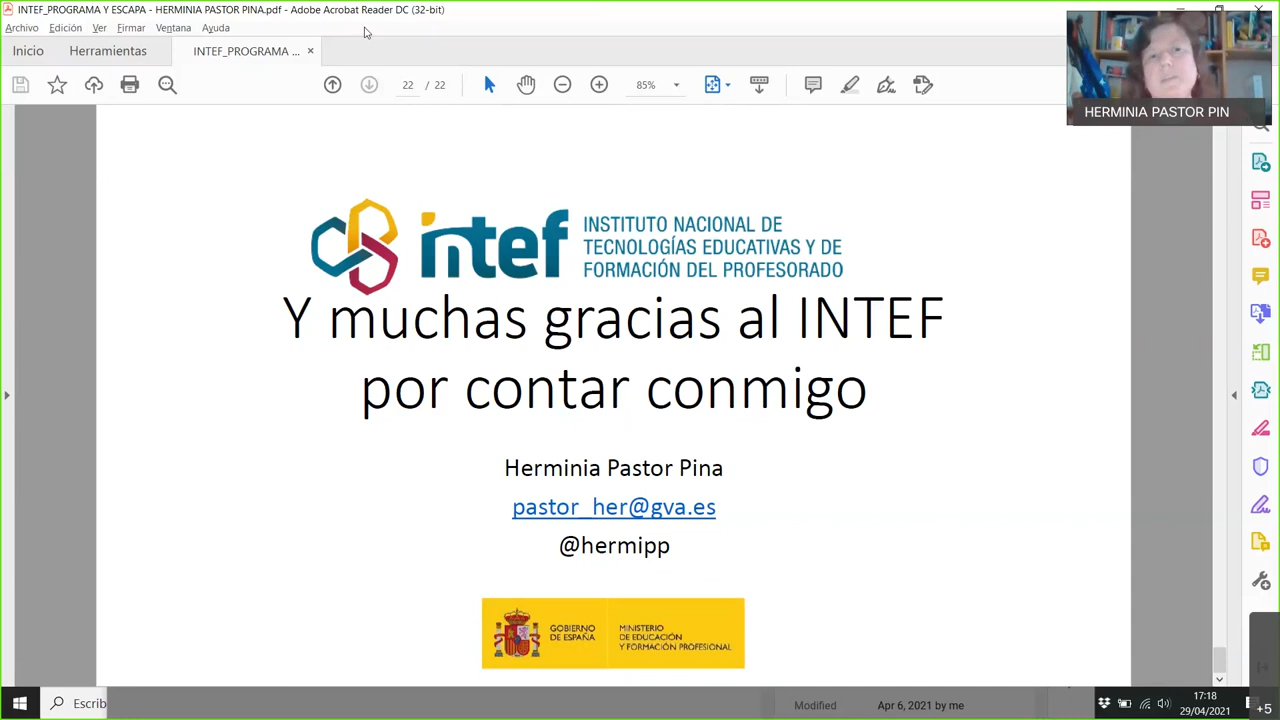 INTEF_PROGRAMA Y ESCAPA - HERMINIA PASTOR PINA.pdf - Adobe Acrobat Reader DC (32-bit)
Archivo Edición Ver Firmar Ventana Ayuda
Inicio Herramientas INTEF_PROGRAMA ... ×
22 / 22 85%
HERMINIA PASTOR PIN
intef INSTITUTO NACIONAL DE
TECNOLOGÍAS EDUCATIVAS Y DE
FORMACIÓN DEL PROFESORADO
Y muchas gracias al INTEF
por contar conmigo
Herminia Pastor Pina
pastor_her@gva.es
@hermipp
GOBIERNO
DE ESPAÑA
MINISTERIO
DE EDUCACIÓN
Y FORMACIÓN PROFESIONAL
Escrib
Modified Apr 6, 2021 by me
17:18
29/04/2021
+5